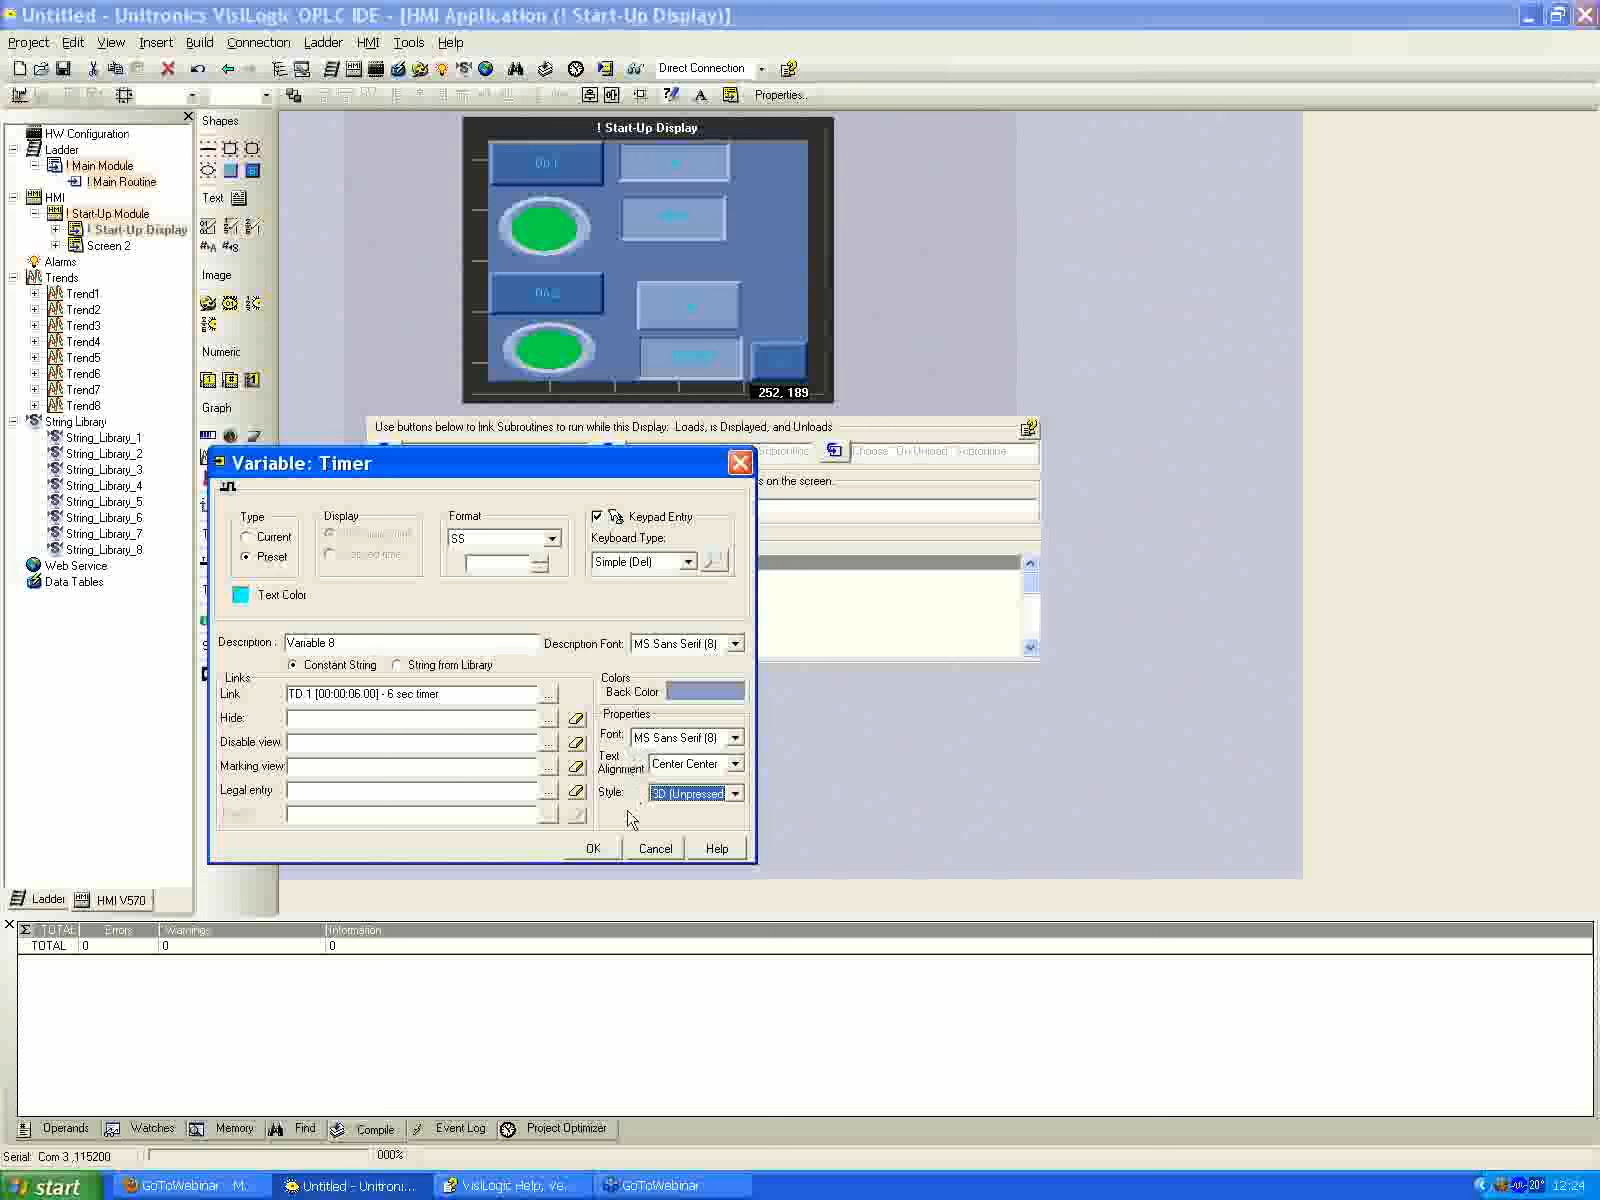 Untitled - Unitronics VisiLogic OPLC IDE - [HMI Application (! Start-Up Display)]
Project Edit View Insert Build Connection Ladder HMI Tools Help
Direct Connection
Properties..
HW Configuration
Ladder
! Main Module
! Main Routine
HMI
! Start-Up Module
! Start-Up Display
Screen 2
Alarms
Trends
Trend1
Trend2
Trend3
Trend4
Trend5
Trend6
Trend7
Trend8
String Library
String_Library_1
String_Library_2
String_Library_3
String_Library_4
String_Library_5
String_Library_6
String_Library_7
String_Library_8
Web Service
Data Tables
Ladder HMI V570
Shapes
Text
Image
Numeric
Graph
! Start-Up Display
252, 189
Use buttons below to link Subroutines to run while this Display: Loads, is Displayed, and Unloads
s on the screen.
Variable: Timer
Type
Current
Preset
Display
Format
SS
Keypad Entry
Keyboard Type:
Simple (Del)
Text Color
Description : Variable 8
Description Font: MS Sans Serif (8)
Constant String String from Library
Links
Link TD 1 [00:00:06.00] - 6 sec timer
Hide:
Disable view
Marking view
Legal entry
Colors
Back Color
Properties
Font: MS Sans Serif (8)
Text Alignment Center Center
Style: 3D (Unpressed
OK Cancel Help
Σ TOTAL Errors Warnings Information
TOTAL 0 0 0
Operands Watches Memory Find Compile Event Log Project Optimizer
Serial: Com 3 ,115200 000%
start GoToWebinar Untitled - Unitroni... VisiLogic Help, Ve... GoToWebinar 20° 12:24